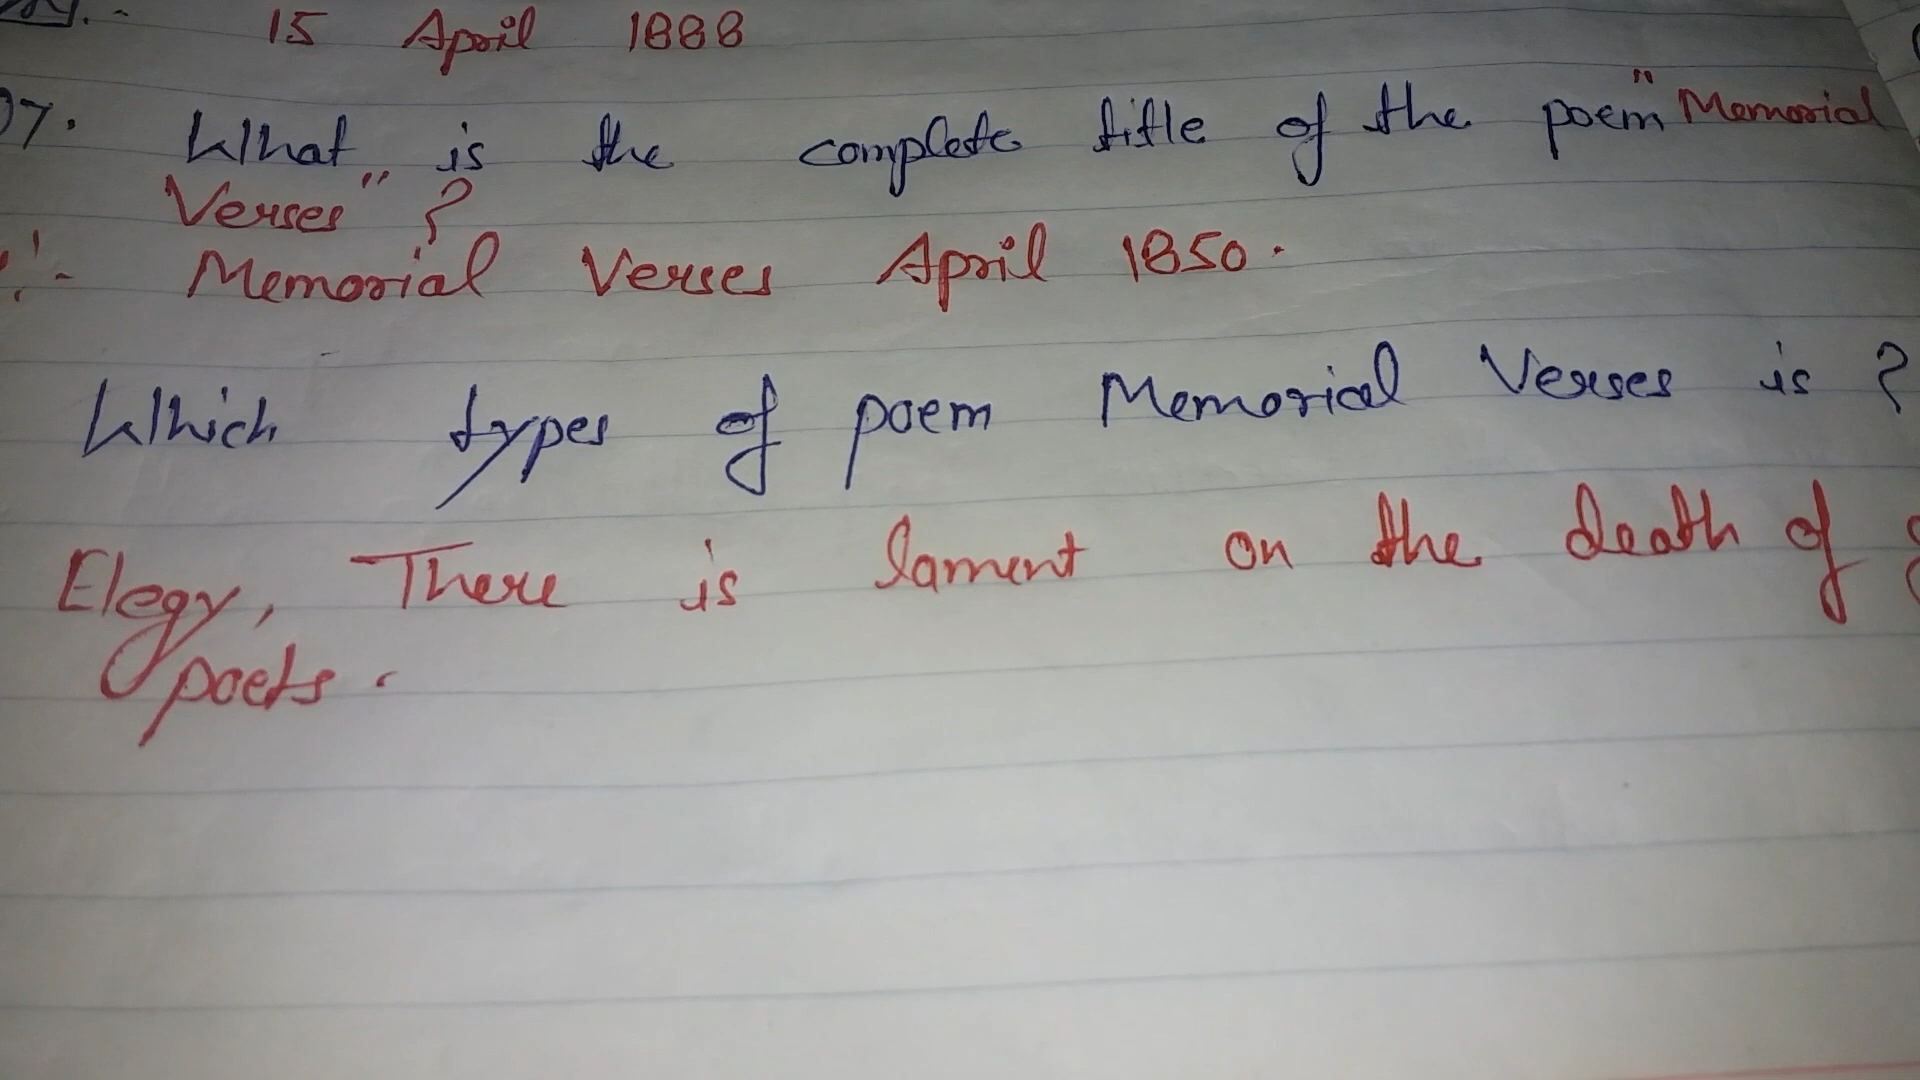 15 April 1888
07. What is the complete title of the poem "Memorial
Verses" ?
:- Memorial Verses April 1850.
Which types of poem Memorial Verses is ?
Elegy, There is lament on the death of
poets.